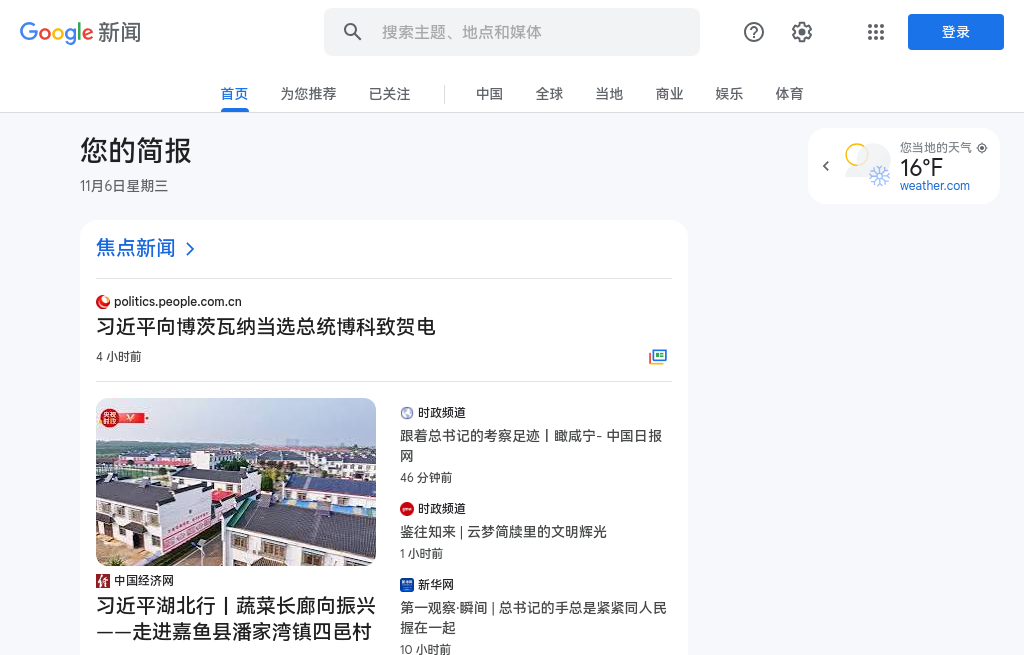 Google 新闻
搜索主题、地点和媒体
登录
首页
为您推荐
已关注
中国
全球
当地
商业
娱乐
体育
您的简报
11月6日星期三
您当地的天气
16°F
weather.com
焦点新闻
politics.people.com.cn
习近平向博茨瓦纳当选总统博科致贺电
4 小时前
央视
时政
中国经济网
习近平湖北行丨蔬菜长廊向振兴
——走进嘉鱼县潘家湾镇四邑村
时政频道
跟着总书记的考察足迹丨瞰咸宁- 中国日报
网
46 分钟前
时政频道
鉴往知来 | 云梦简牍里的文明辉光
1 小时前
新华网
第一观察·瞬间 | 总书记的手总是紧紧同人民
握在一起
10 小时前